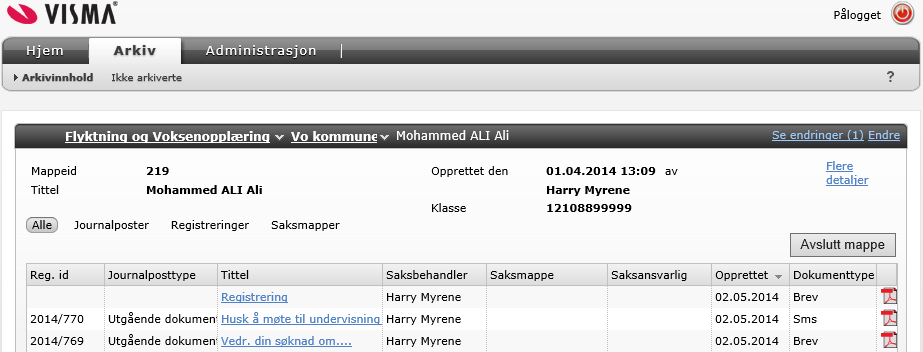 VISMA®
Pålogget
Hjem Arkiv Administrasjon |
Arkivinnhold Ikke arkiverte ?
Flyktning og Voksenopplæring Vo kommune Mohammed ALI Ali Se endringer (1) Endre
Mappeid 219 Opprettet den 01.04.2014 13:09 av Flere
detaljer
Tittel Mohammed ALI Ali Harry Myrene
Klasse 12108899999
Alle Journalposter Registreringer Saksmapper
Avslutt mappe
Reg. id Journalposttype Tittel Saksbehandler Saksmappe Saksansvarlig Opprettet Dokumenttype
Registrering Harry Myrene 02.05.2014 Brev
2014/770 Utgående dokumen Husk å møte til undervisning Harry Myrene 02.05.2014 Sms
2014/769 Utgående dokumen Vedr. din søknad om.... Harry Myrene 02.05.2014 Brev